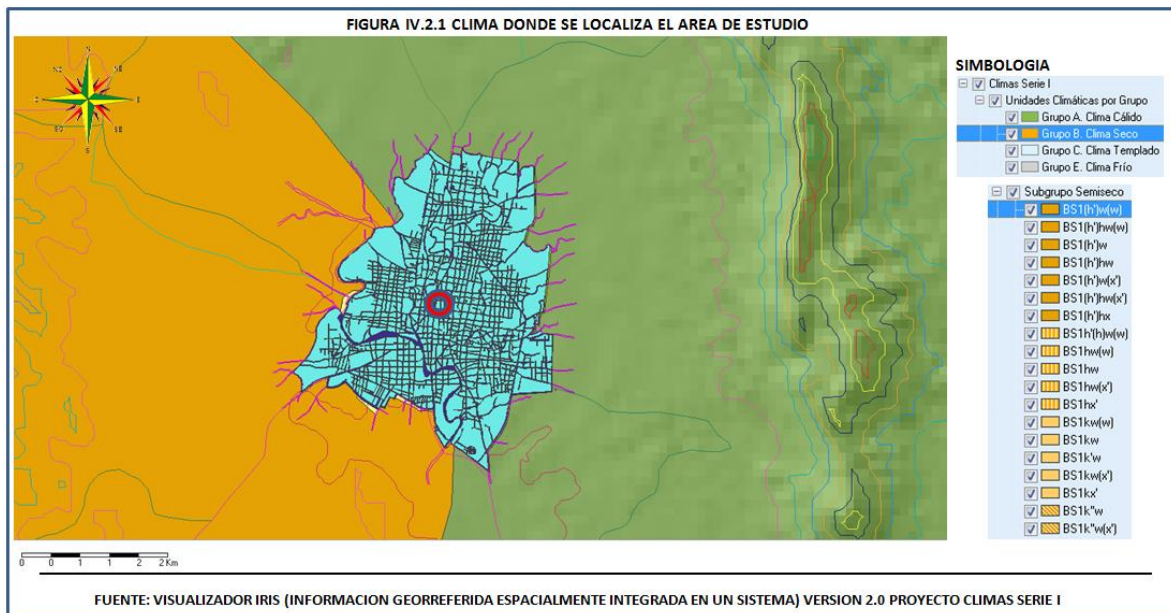 FIGURA IV.2.1 CLIMA DONDE SE LOCALIZA EL AREA DE ESTUDIO
SIMBOLOGIA
Climas Serie I
Unidades Climáticas por Grupo
Grupo A. Clima Cálido
Grupo B. Clima Seco
Grupo C. Clima Templado
Grupo E. Clima Frío
Subgrupo Semiseco
BS1(h')w(w)
BS1(h')hw(w)
BS1(h')w
BS1(h')hw
BS1(h')w(x')
BS1(h')hw(x')
BS1(h')hx
BS1h'(h)w(w)
BS1hw(w)
BS1hw
BS1hw(x')
BS1hx'
BS1kw(w)
BS1kw
BS1k'w
BS1kw(x')
BS1kx'
BS1k''w
BS1k''w(x')
0 0 1 1 2 2 Km
FUENTE: VISUALIZADOR IRIS (INFORMACION GEORREFERIDA ESPACIALMENTE INTEGRADA EN UN SISTEMA) VERSION 2.0 PROYECTO CLIMAS SERIE I